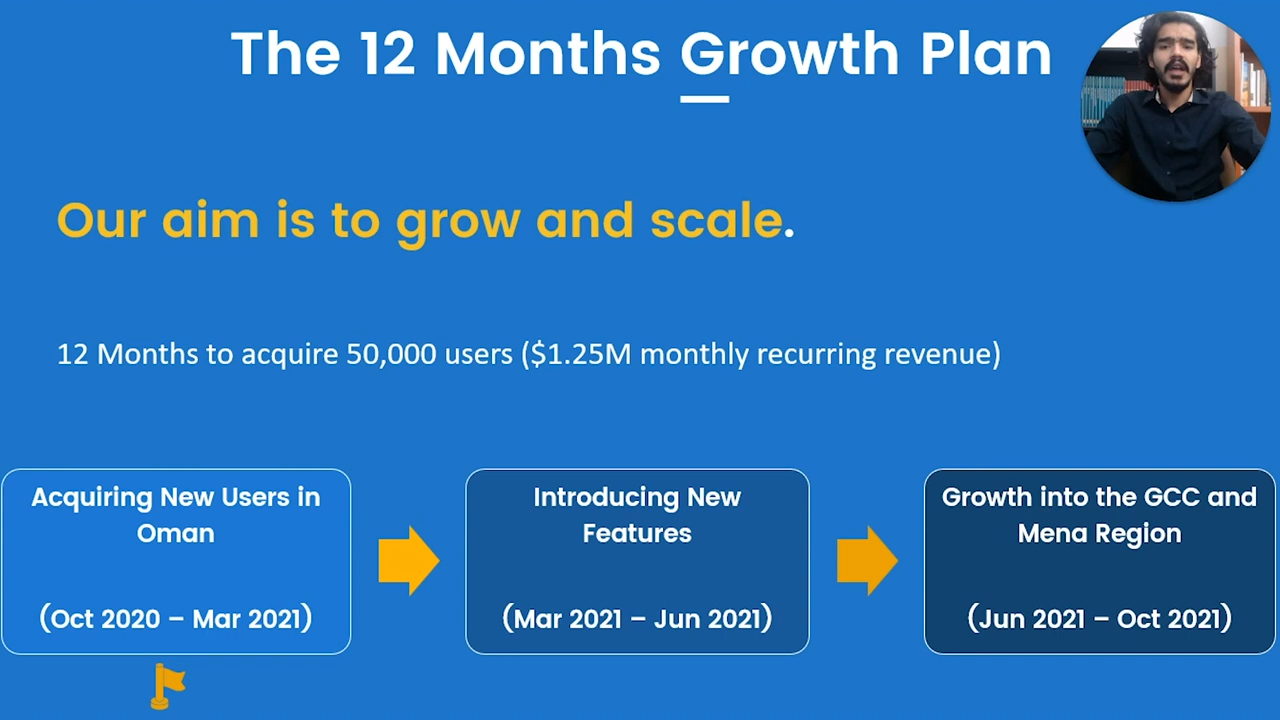 The 12 Months Growth Plan
Our aim is to grow and scale.
12 Months to acquire 50,000 users ($1.25M monthly recurring revenue)
Acquiring New Users in
Oman
(Oct 2020 – Mar 2021)
Introducing New
Features
(Mar 2021 – Jun 2021)
Growth into the GCC and
Mena Region
(Jun 2021 – Oct 2021)